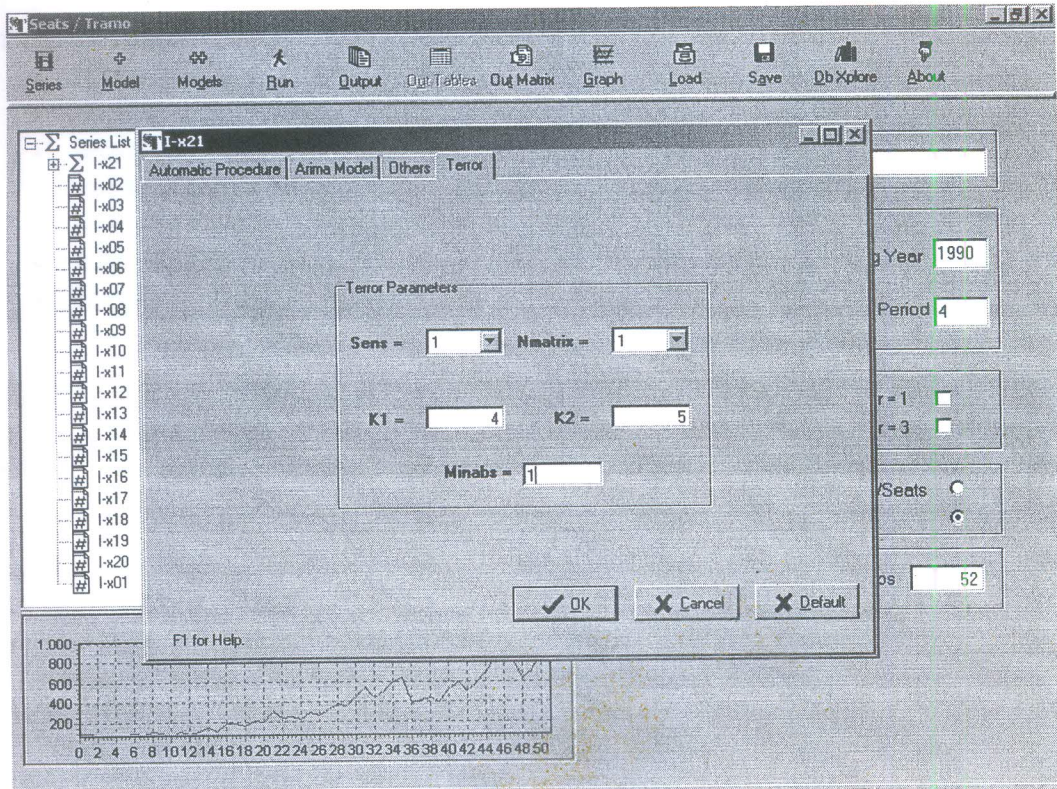 Seats / Tramo
Series Model Models Run Output Out Tables Out Matrix Graph Load Save Db Xplore About
Series List
I-x21
I-x02
I-x03
I-x04
I-x05
I-x06
I-x07
I-x08
I-x09
I-x10
I-x11
I-x12
I-x13
I-x14
I-x15
I-x16
I-x17
I-x18
I-x19
I-x20
I-x01
I-x21
Automatic Procedure Arima Model Others Terror
Terror Parameters
Sens = 1 Nmatrix = 1
K1 = 4 K2 = 5
Minabs = 1
OK Cancel Default
F1 for Help.
g Year 1990
Period 4
r = 1
r = 3
/Seats
os 52
1.000
800
600
400
200
0 2 4 6 8 10 12 14 16 18 20 22 24 26 28 30 32 34 36 38 40 42 44 46 48 50